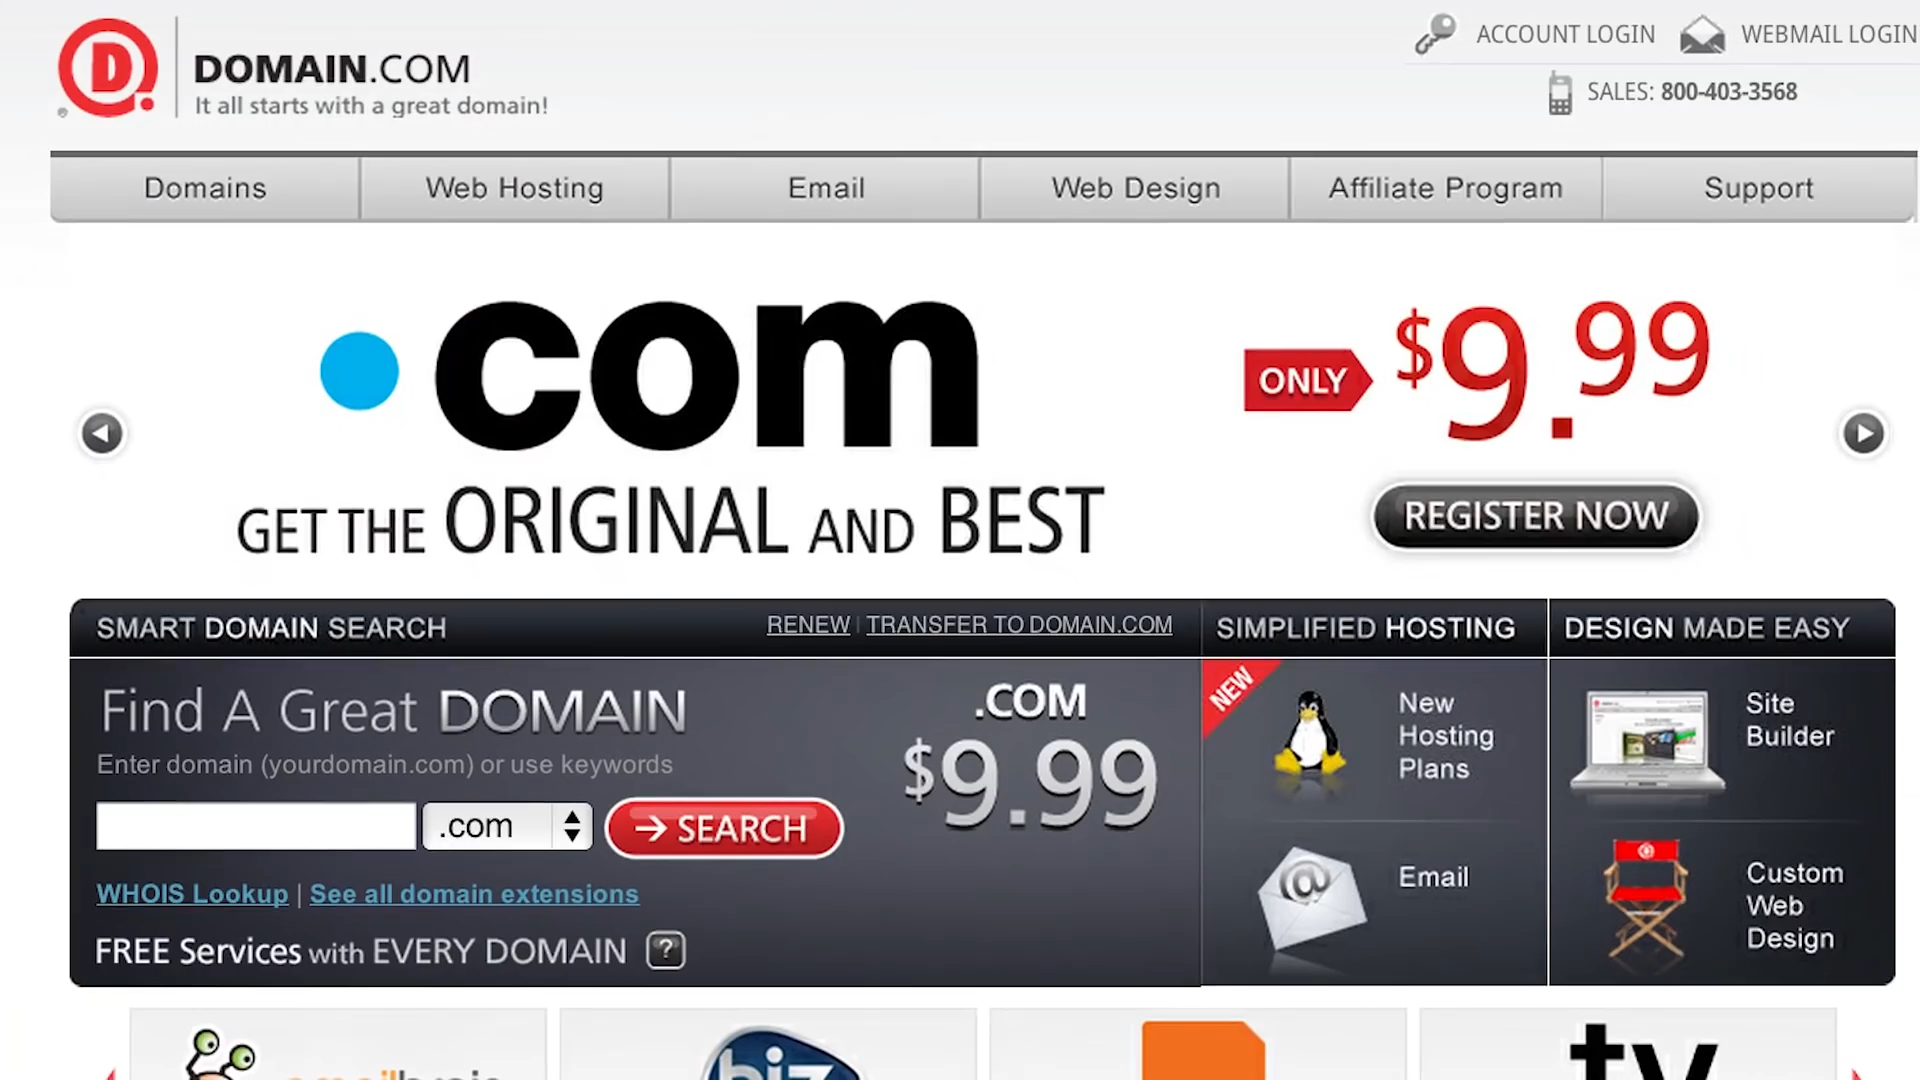 DOMAIN.COM
It all starts with a great domain!
ACCOUNT LOGIN
WEBMAIL LOGIN
SALES: 800-403-3568
Domains
Web Hosting
Email
Web Design
Affiliate Program
Support
.com
GET THE ORIGINAL AND BEST
ONLY
$9.99
REGISTER NOW
SMART DOMAIN SEARCH
RENEW | TRANSFER TO DOMAIN.COM
Find A Great DOMAIN
Enter domain (yourdomain.com) or use keywords
.com
SEARCH
WHOIS Lookup | See all domain extensions
FREE Services with EVERY DOMAIN ?
.COM
$9.99
SIMPLIFIED HOSTING
NEW
New
Hosting
Plans
@
Email
DESIGN MADE EASY
Site
Builder
Custom
Web
Design
biz
tv